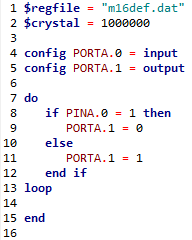 1 $regfile = "m16def.dat"
2 $crystal = 1000000
3
4 config PORTA.0 = input
5 config PORTA.1 = output
6
7 do
8 if PINA.0 = 1 then
9 PORTA.1 = 0
10 else
11 PORTA.1 = 1
12 end if
13 loop
14
15 end
16